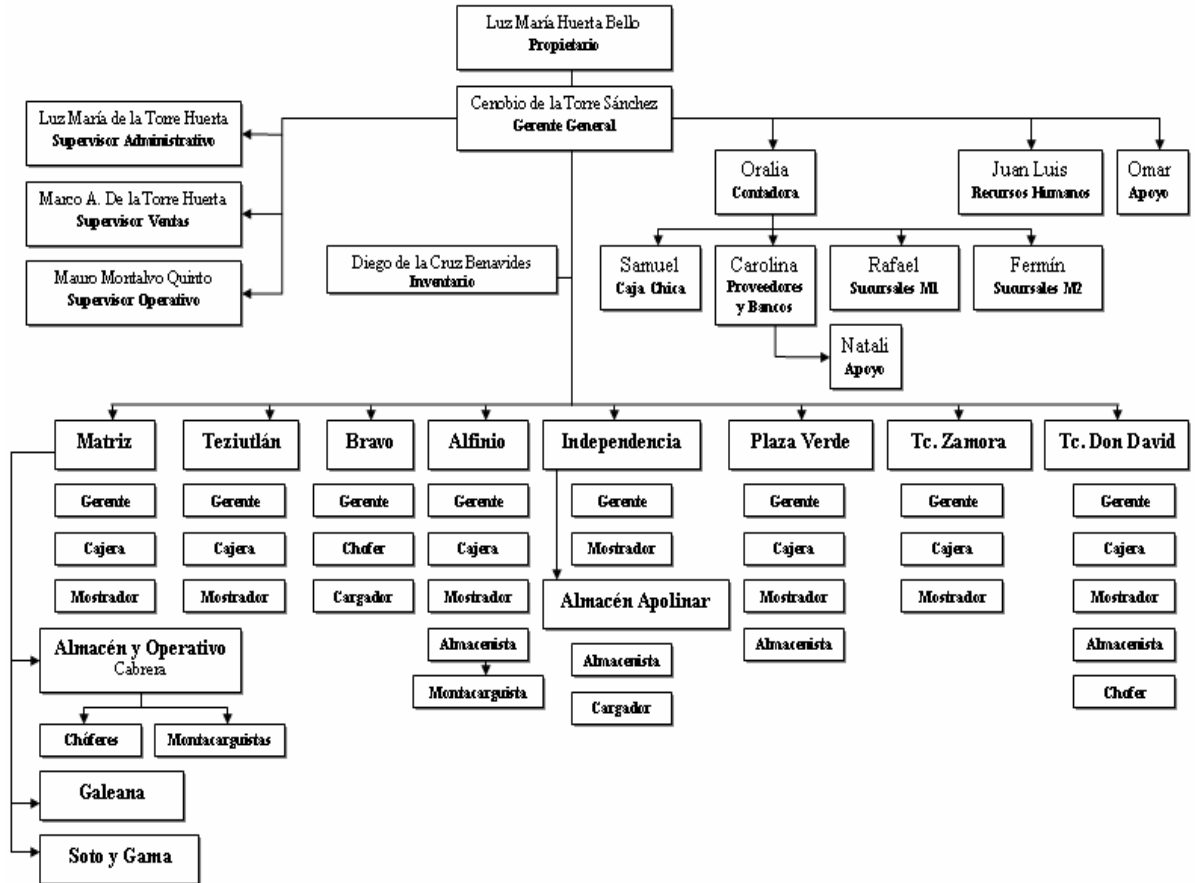 Luz María Huerta Bello
Propietario
Cenobio de la Torre Sánchez
Gerente General
Luz María de la Torre Huerta
Supervisor Administrativo
Marco A. De la Torre Huerta
Supervisor Ventas
Mauro Montalvo Quinto
Supervisor Operativo
Oralia
Contadora
Juan Luis
Recursos Humanos
Omar
Apoyo
Diego de la Cruz Benavides
Inventario
Samuel
Caja Chica
Carolina
Proveedores
y Bancos
Rafael
Sucursales M1
Fermín
Sucursales M2
Natali
Apoyo
Matriz
Gerente
Cajera
Mostrador
Almacén y Operativo
Cabrera
Chóferes
Montacarguistas
Galeana
Soto y Gama
Teziutlán
Gerente
Cajera
Mostrador
Bravo
Gerente
Chofer
Cargador
Alfinio
Gerente
Cajera
Mostrador
Almacenista
Montacarguista
Independencia
Gerente
Mostrador
Almacén Apolinar
Almacenista
Cargador
Plaza Verde
Gerente
Cajera
Mostrador
Almacenista
Tc. Zamora
Gerente
Cajera
Mostrador
Tc. Don David
Gerente
Cajera
Mostrador
Almacenista
Chofer